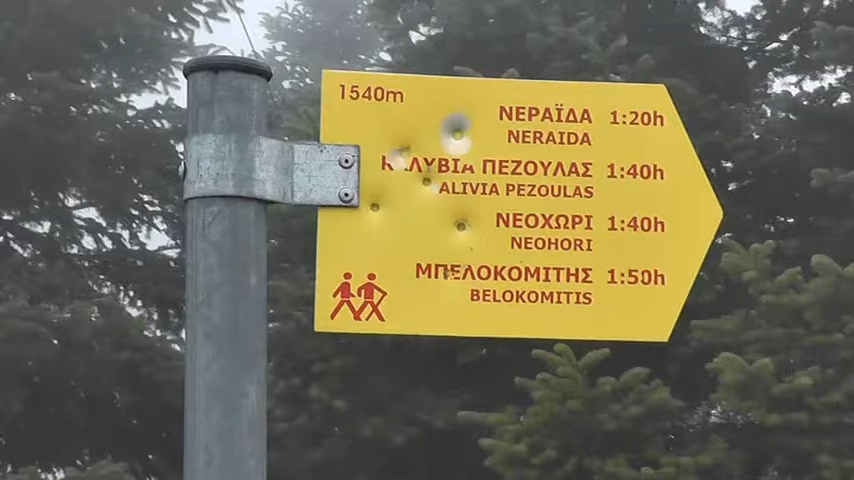 1540m
ΝΕΡΑΪΔΑ 1:20h
NERAIDA
ΚΑΛΥΒΙΑ ΠΕΖΟΥΛΑΣ 1:40h
ALIVIA PEZOULAS
ΝΕΟΧΩΡΙ 1:40h
NEOHORI
ΜΠΕΛΟΚΟΜΙΤΗΣ 1:50h
BELOKOMITIS